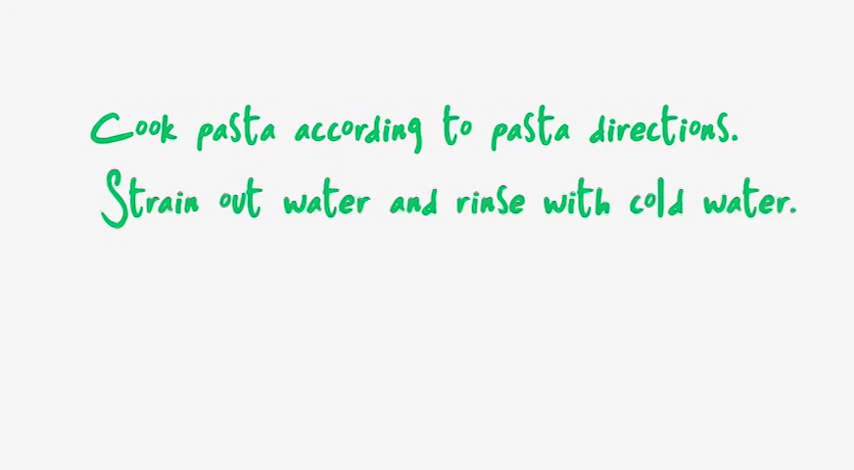 Cook pasta according to pasta directions.
Strain out water and rinse with cold water.